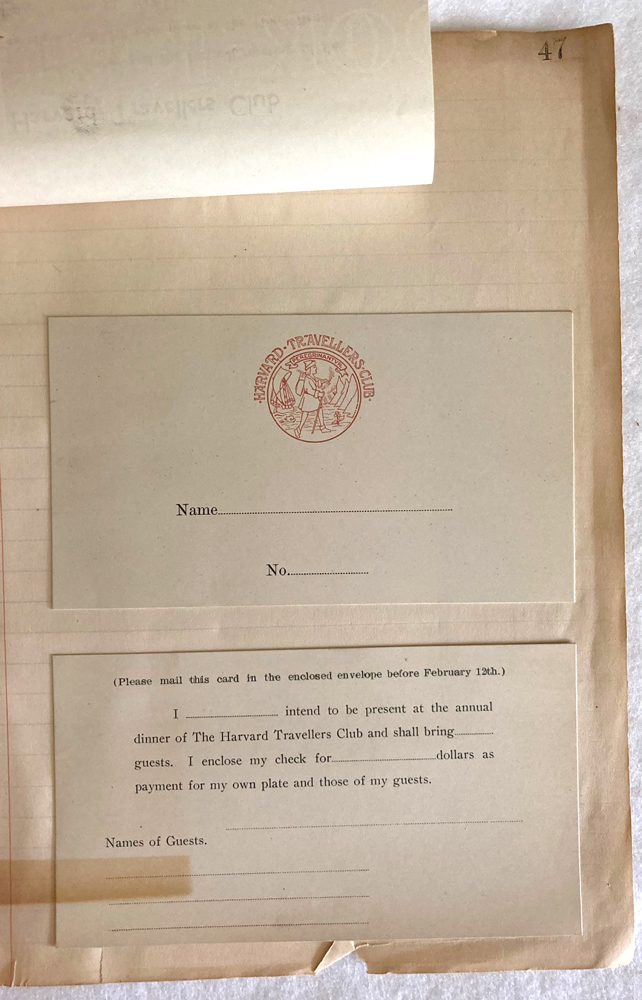 47
Harvard Travellers Club
HARVARD·TRAVELLERS·CLUB
Name
No.
(Please mail this card in the enclosed envelope before February 12th.)
I intend to be present at the annual
dinner of The Harvard Travellers Club and shall bring
guests. I enclose my check for dollars as
payment for my own plate and those of my guests.
Names of Guests.